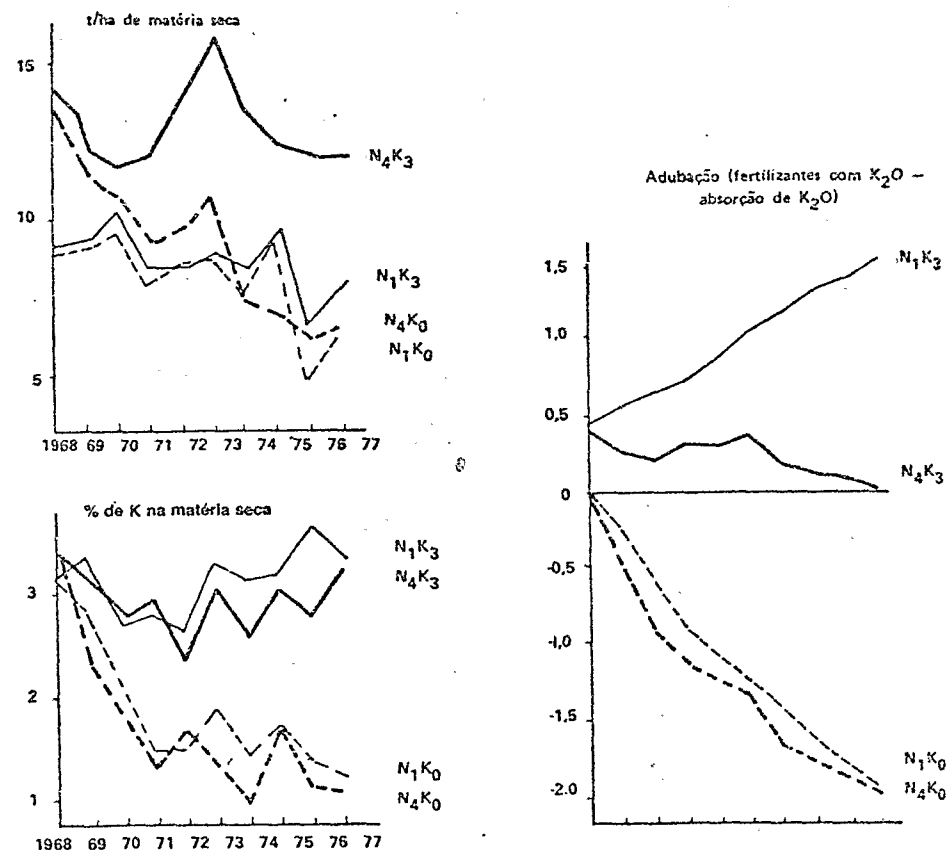 t/ha de matéria seca
15
10
5
N₄K₃
N₁K₃
N₄K₀
N₁K₀
1968 69 70 71 72 73 74 75 76 77
% de K na matéria seca
3
2
1
N₁K₃
N₄K₃
N₁K₀
N₄K₀
1968 69 70 71 72 73 74 75 76 77
Adubação (fertilizantes com K₂O –
absorção de K₂O)
1,5
1,0
0,5
0
-0,5
-1,0
-1,5
-2.0
N₁K₃
N₄K₃
N₁K₀
N₄K₀